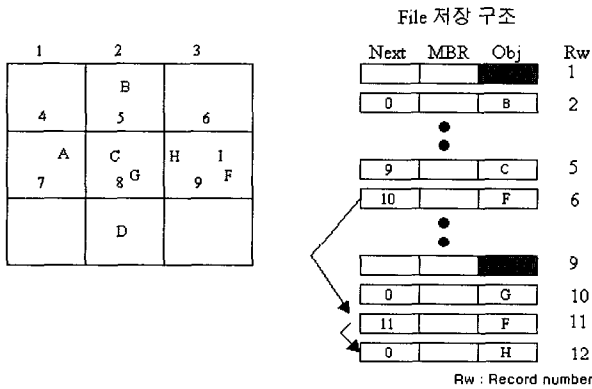 File 저장 구조
1 2 3
B
4 5 6
A C G H I F
7 8 9
D
Next MBR Obj Rw
1
0 B 2
9 C 5
10 F 6
9
0 G 10
11 F 11
0 H 12
Rw : Record number